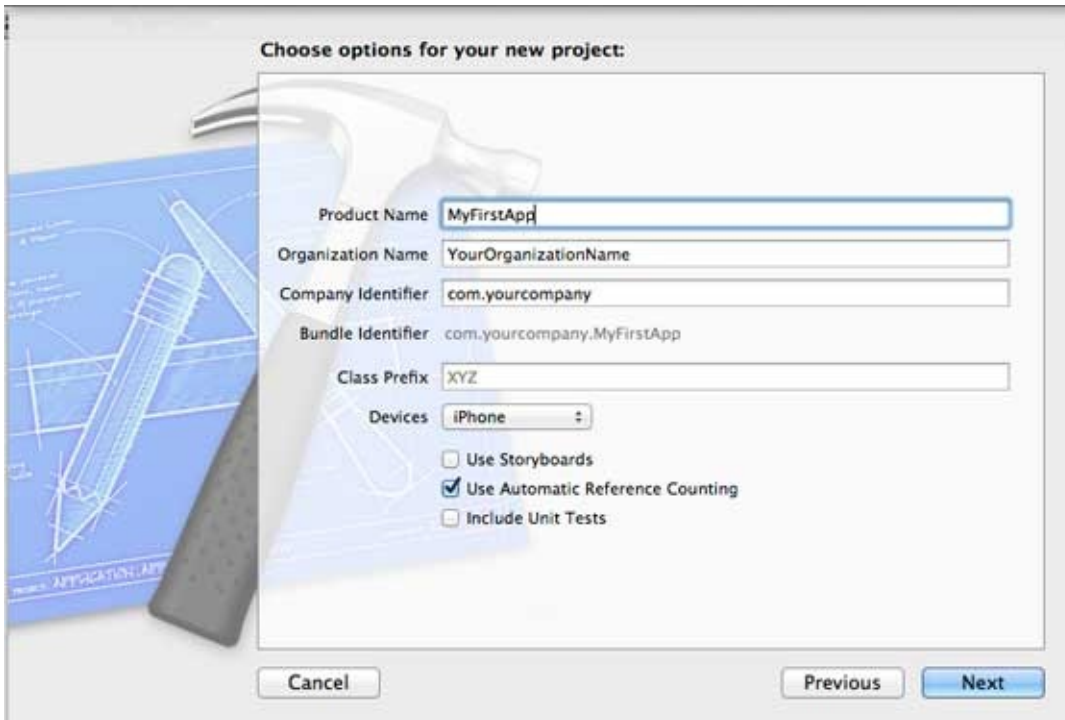 Choose options for your new project:
Product Name MyFirstApp
Organization Name YourOrganizationName
Company Identifier com.yourcompany
Bundle Identifier com.yourcompany.MyFirstApp
Class Prefix XYZ
Devices iPhone
Use Storyboards
Use Automatic Reference Counting
Include Unit Tests
APPLICATION.APP
Cancel Previous Next